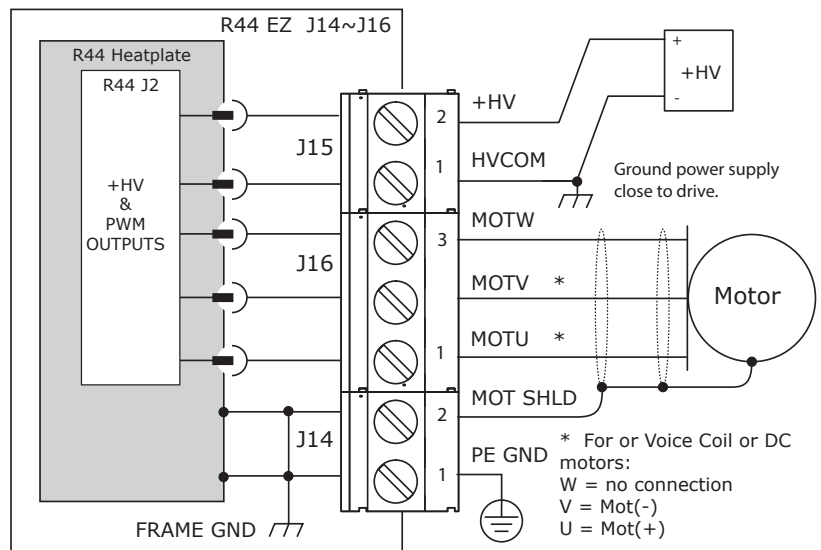 R44 EZ J14~J16
R44 Heatplate
R44 J2
+HV
&
PWM
OUTPUTS
J15
J16
J14
FRAME GND
2
1
3
1
2
1
+HV
HVCOM
MOTW
MOTV *
MOTU *
MOT SHLD
PE GND
+
+HV
-
Ground power supply
close to drive.
Motor
* For or Voice Coil or DC
motors:
W = no connection
V = Mot(-)
U = Mot(+)